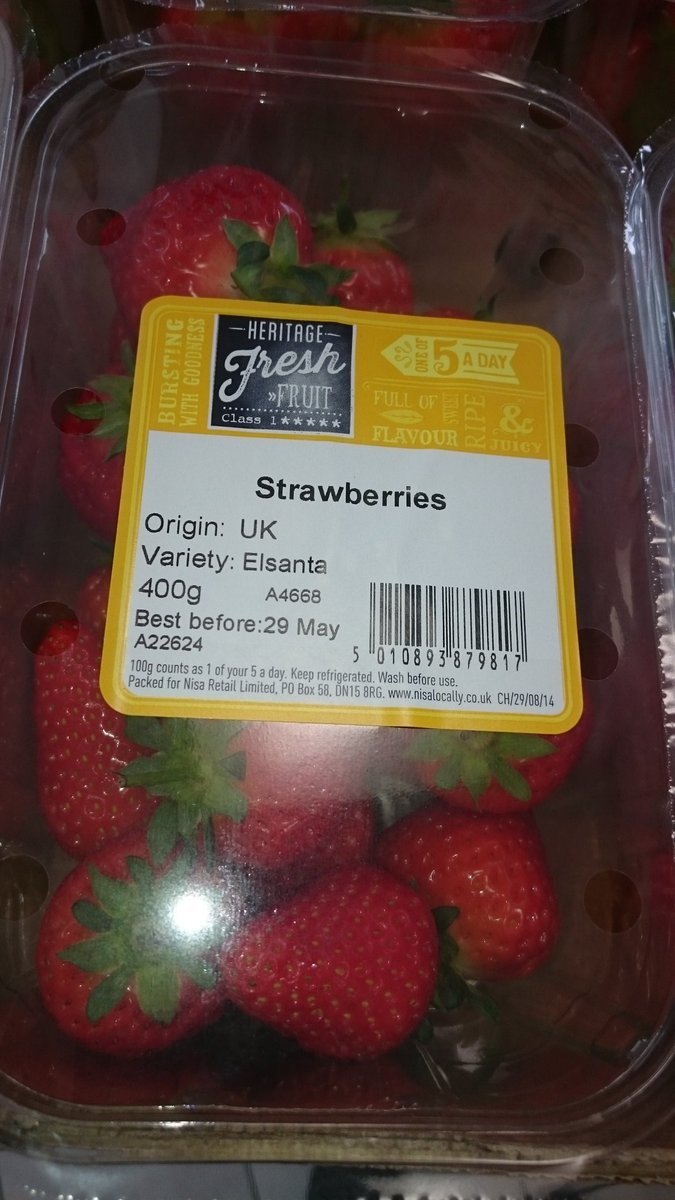 BURSTING
WITH GOODNESS
HERITAGE
Fresh
»FRUIT
Class 1 ★★★★★
ONE OF
5 A DAY
FULL OF
FLAVOUR
SWEET
RIPE
&
JUICY
Strawberries
Origin: UK
Variety: Elsanta
400g A4668
Best before:29 May
A22624
5 010893 879817
100g counts as 1 of your 5 a day. Keep refrigerated. Wash before use.
Packed for Nisa Retail Limited, PO Box 58, DN15 8RG. www.nisalocally.co.uk CH/29/08/14